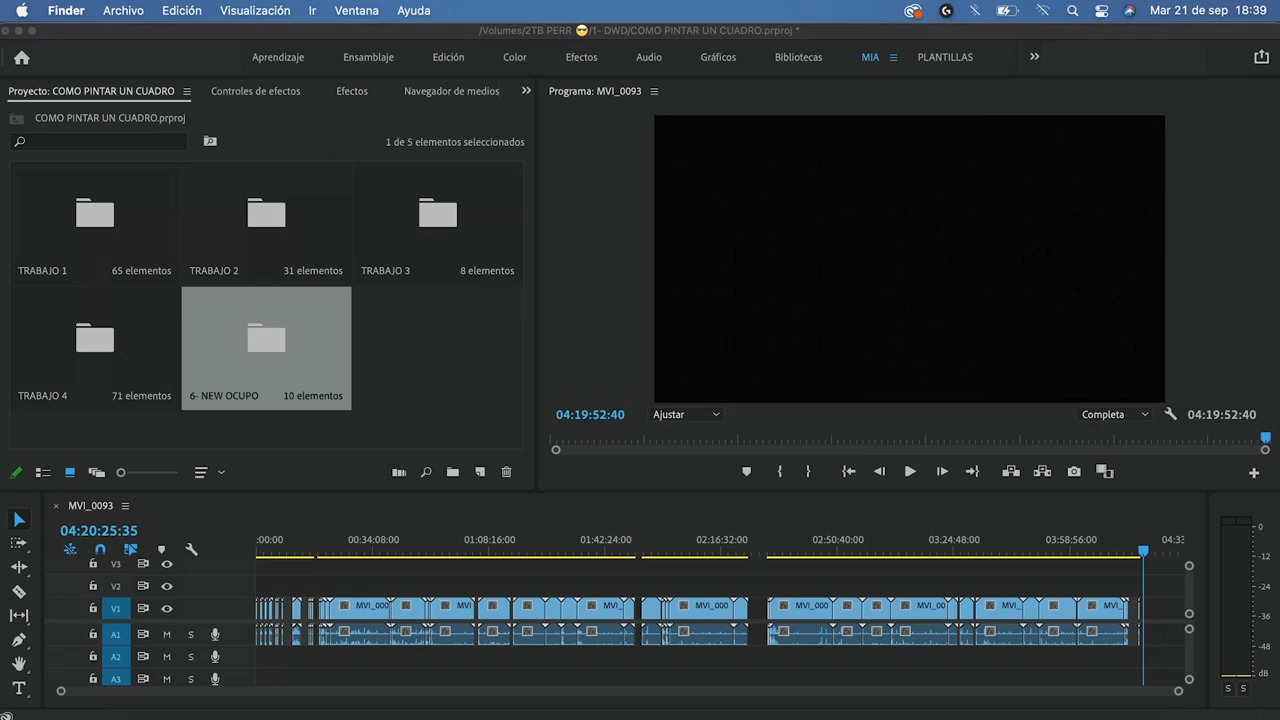 Finder Archivo Edición Visualización Ir Ventana Ayuda Mar 21 de sep 18:39
/Volumes/2TB PERR 😎/1- DWD/COMO PINTAR UN CUADRO.prproj *
Aprendizaje Ensamblaje Edición Color Efectos Audio Gráficos Bibliotecas MIA PLANTILLAS
Proyecto: COMO PINTAR UN CUADRO Controles de efectos Efectos Navegador de medios Programa: MVI_0093
COMO PINTAR UN CUADRO.prproj
1 de 5 elementos seleccionados
TRABAJO 1 65 elementos TRABAJO 2 31 elementos TRABAJO 3 8 elementos
TRABAJO 4 71 elementos 6- NEW OCUPO 10 elementos
04:19:52:40 Ajustar Completa 04:19:52:40
MVI_0093
04:20:25:35
:00:00 00:34:08:00 01:08:16:00 01:42:24:00 02:16:32:00 02:50:40:00 03:24:48:00 03:58:56:00 04:33
V3
V2
V1 MVI_000 MVI MVI_ MVI_000 MVI_000 MVI_00 MVI_ MVI_
A1 M S
A2 M S
A3 M S
0
-12
-24
-36
-48
dB
S S